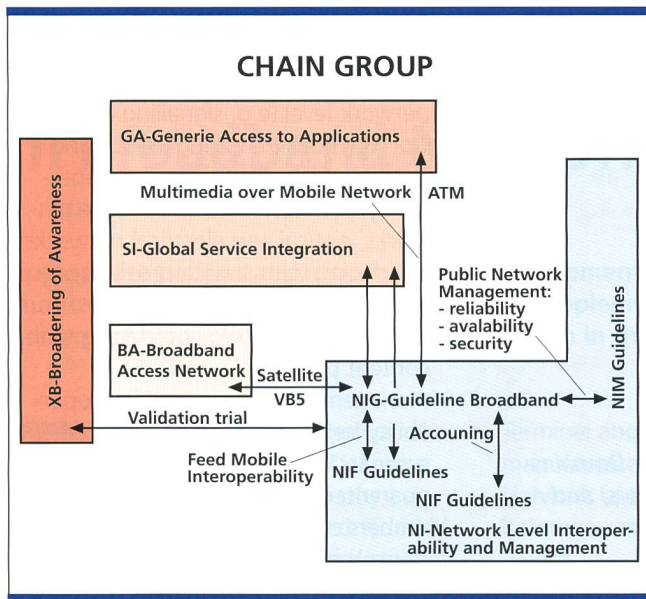 CHAIN GROUP
GA-Generie Access to Applications
Multimedia over Mobile Network
ATM
SI-Global Service Integration
XB-Broadering of Awareness
Public Network
Management:
- reliability
- avalability
- security
NIM Guidelines
BA-Broadband
Access Network
Satellite
VB5
NIG-Guideline Broadband
Validation trial
Accouning
Feed Mobile
Interoperability
NIF Guidelines
NIF Guidelines
NI-Network Level Interoper-
ability and Management